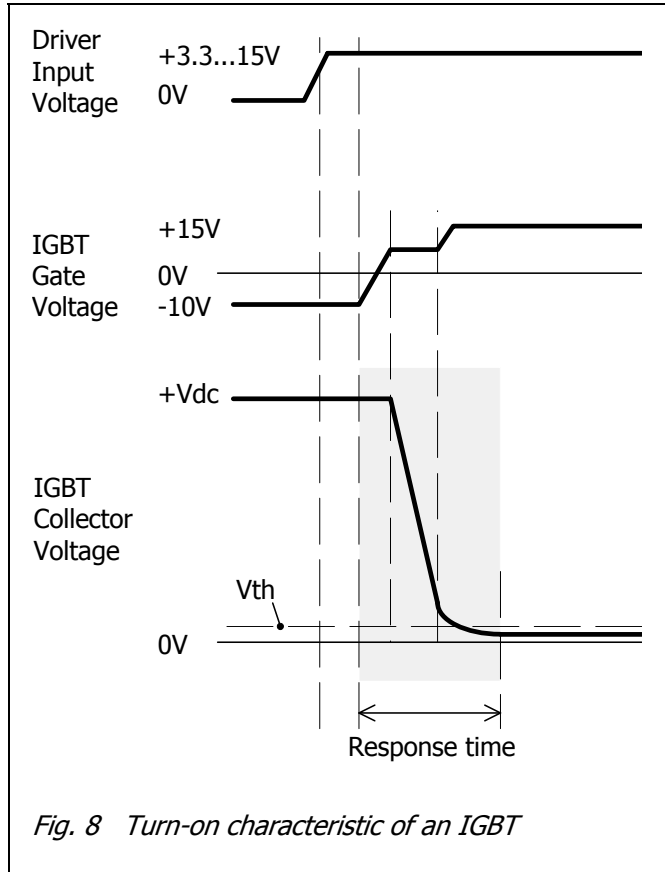 Driver
Input
Voltage
+3.3...15V
0V
IGBT
Gate
Voltage
+15V
0V
-10V
+Vdc
IGBT
Collector
Voltage
Vth
0V
Response time
Fig. 8 Turn-on characteristic of an IGBT